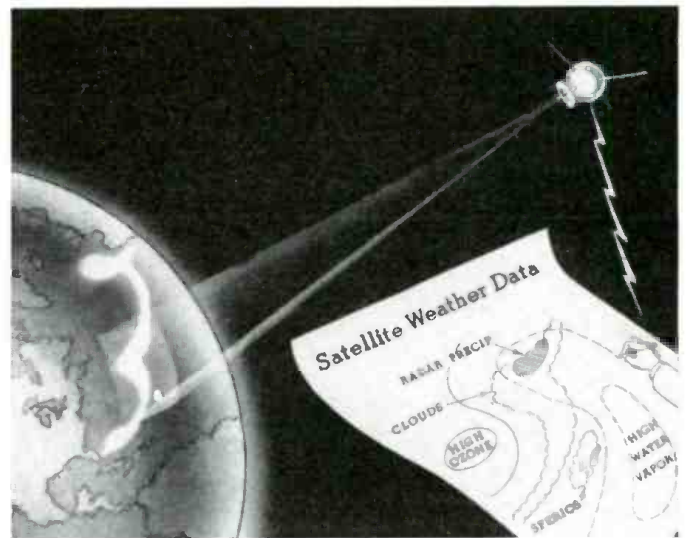 Satellite Weather Data
RADAR PRECIP
CLOUDS
HIGH
OZONE
SFERICS
HIGH
WATER
VAPOR